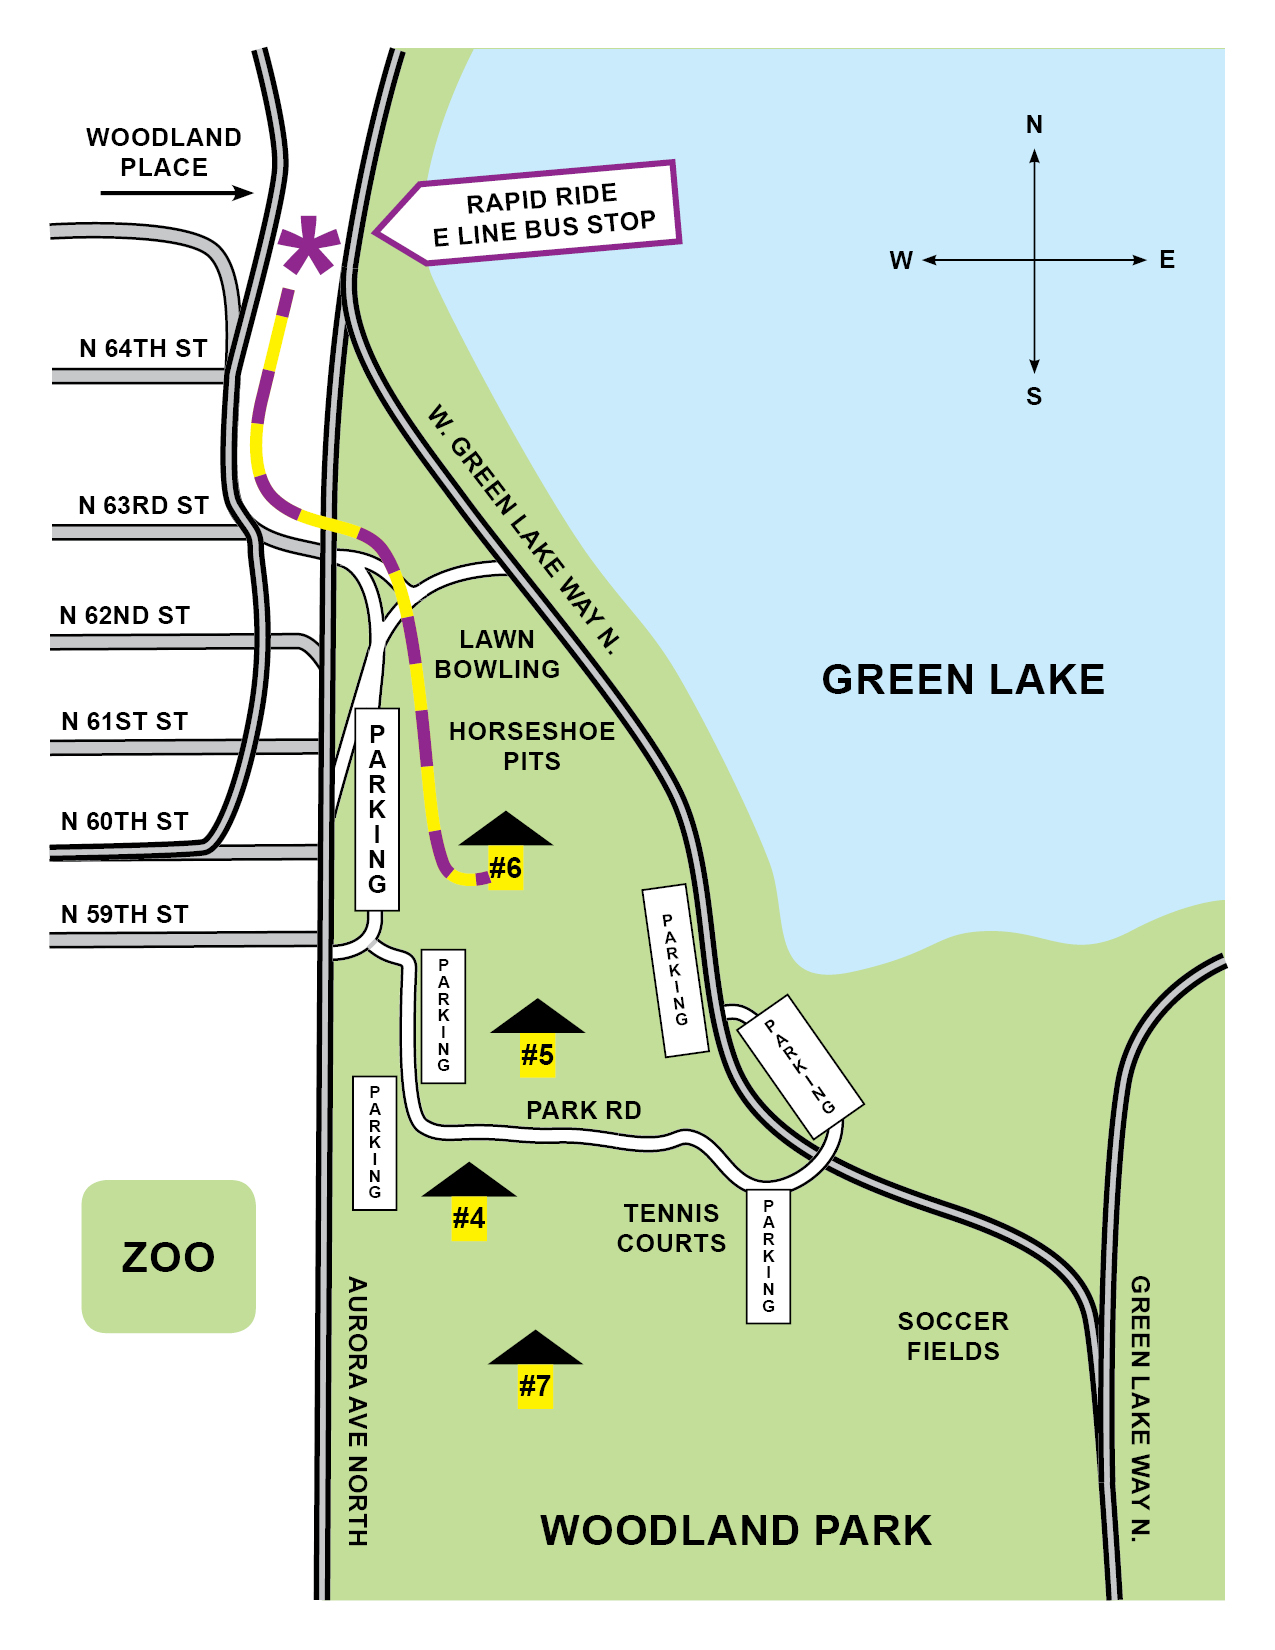 WOODLAND
PLACE
RAPID RIDE
E LINE BUS STOP
N
W
E
S
N 64TH ST
W. GREEN LAKE WAY N.
N 63RD ST
N 62ND ST
LAWN
BOWLING
GREEN LAKE
N 61ST ST
PARKING
HORSESHOE
PITS
N 60TH ST
#6
N 59TH ST
PARKING
PARKING
PARKING
#5
PARKING
PARK RD
#4
TENNIS
COURTS
PARKING
ZOO
AURORA AVE NORTH
SOCCER
FIELDS
GREEN LAKE WAY N.
#7
WOODLAND PARK